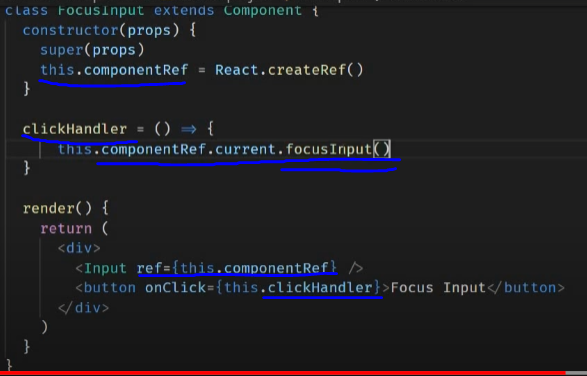 class FocusInput extends Component {
constructor(props) {
super(props)
this.componentRef = React.createRef()
}
clickHandler = () ⇒ {
this.componentRef.current.focusInput()
}
render() {
return (
<div>
<Input ref={this.componentRef} />
<button onClick={this.clickHandler}>Focus Input</button>
</div>
)
}
}